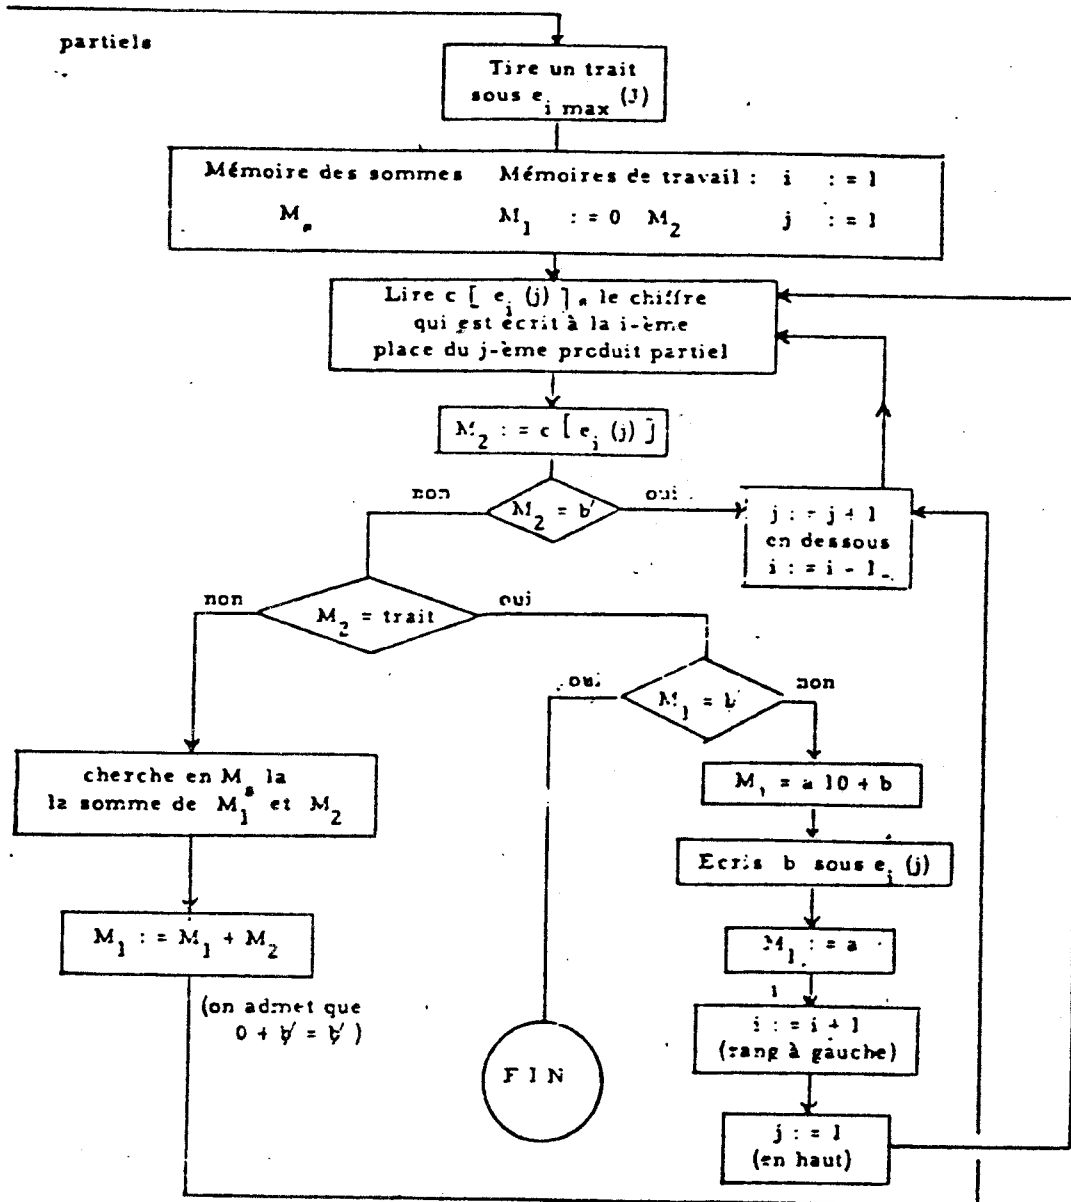 partiels
Tire un trait
sous e i max (J)
Mémoire des sommes Mémoires de travail : i := 1
M s M 1 := 0 M 2 j := 1
Lire c [ e i (j) ] , le chiffre
qui est écrit à la i-ème
place du j-ème produit partiel
M 2 := c [ e i (j) ]
non
M 2 = b̸
oui
j := j + 1
en dessous
i := i - 1
non
M 2 = trait
oui
oui
M 1 = b̸
non
cherche en M s la
la somme de M 1 et M 2
M 1 = a 10 + b
Ecris b sous e i (j)
M 1 := M 1 + M 2
M 1 := a
(on admet que
0 + b̸ = b̸ )
i := i + 1
(rang à gauche)
F I N
j := 1
(en haut)